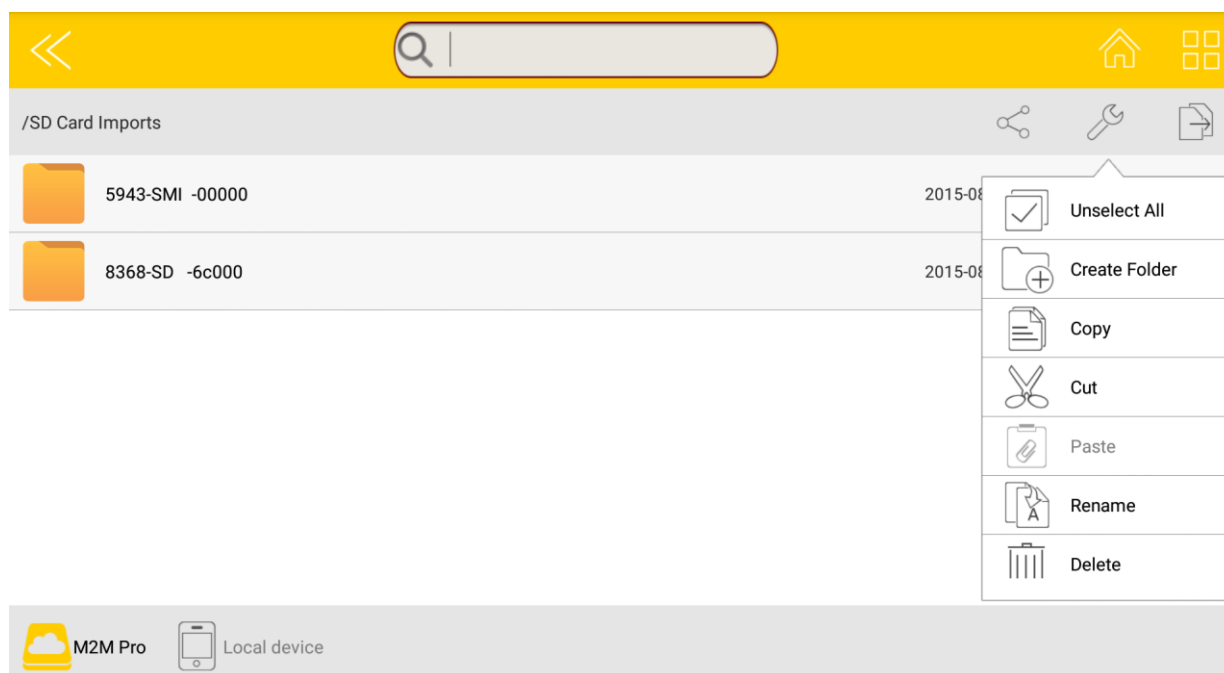 /SD Card Imports
5943-SMI -00000
2015-08
8368-SD -6c000
2015-08
Unselect All
Create Folder
Copy
Cut
Paste
Rename
Delete
M2M Pro
Local device